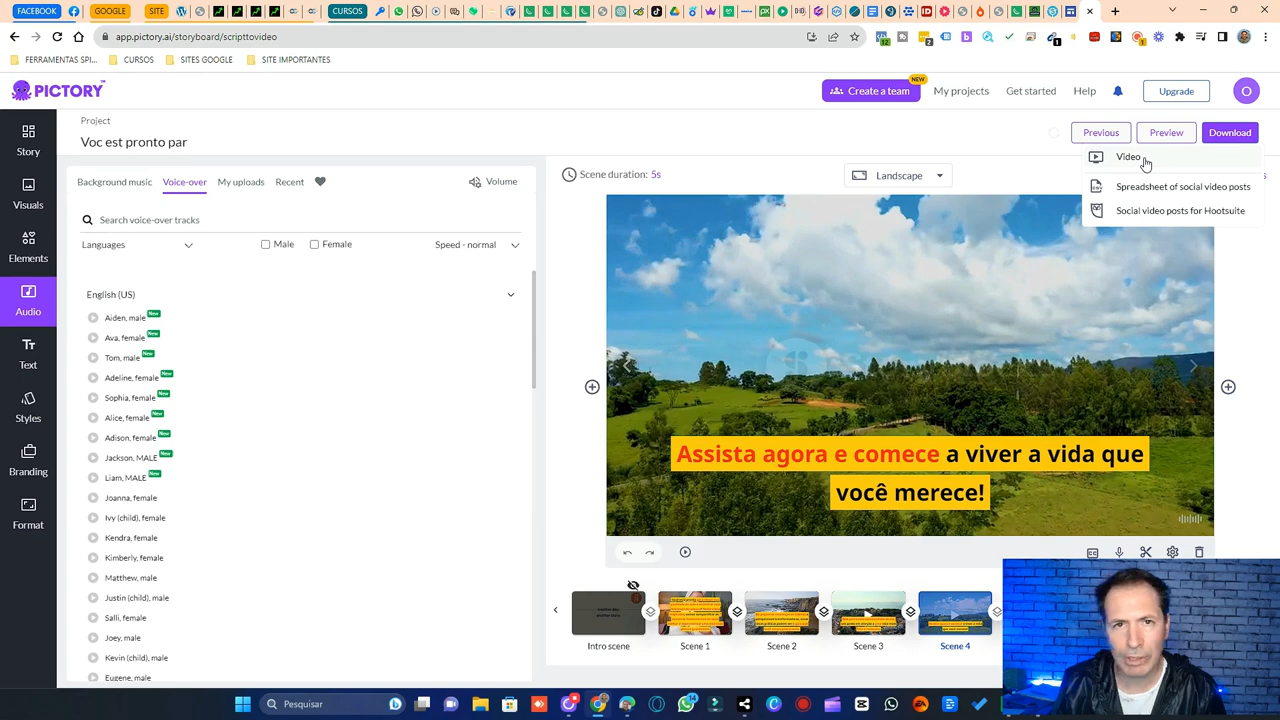 FACEBOOK
GOOGLE
SITE
CURSOS
app.pictory.ai/storyboard/scripttovideo
FERRAMENTAS SPI...
CURSOS
SITES GOOGLE
SITE IMPORTANTES
PICTORY
NEW
Create a team
My projects
Get started
Help
Upgrade
O
Project
Voc est pronto par
Previous
Preview
Download
Video
Spreadsheet of social video posts
Social video posts for Hootsuite
Story
Visuals
Elements
Audio
Text
Styles
Branding
Format
Background music
Voice-over
My uploads
Recent
Volume
Search voice-over tracks
Languages
Male
Female
Speed - normal
English (US)
Aiden, male New
Ava, female New
Tom, male New
Adeline, female New
Sophia, female New
Alice, female New
Adison, female New
Jackson, MALE New
Liam, MALE New
Joanna, female
Ivy (child), female
Kendra, female
Kimberly, female
Matthew, male
Justin (child), male
Salli, female
Joey, male
Kevin (child), male
Eugene, male
Scene duration: 5s
Landscape
Assista agora e comece a viver a vida que
você merece!
Intro scene
Scene 1
Scene 2
Scene 3
Scene 4
Pesquisar